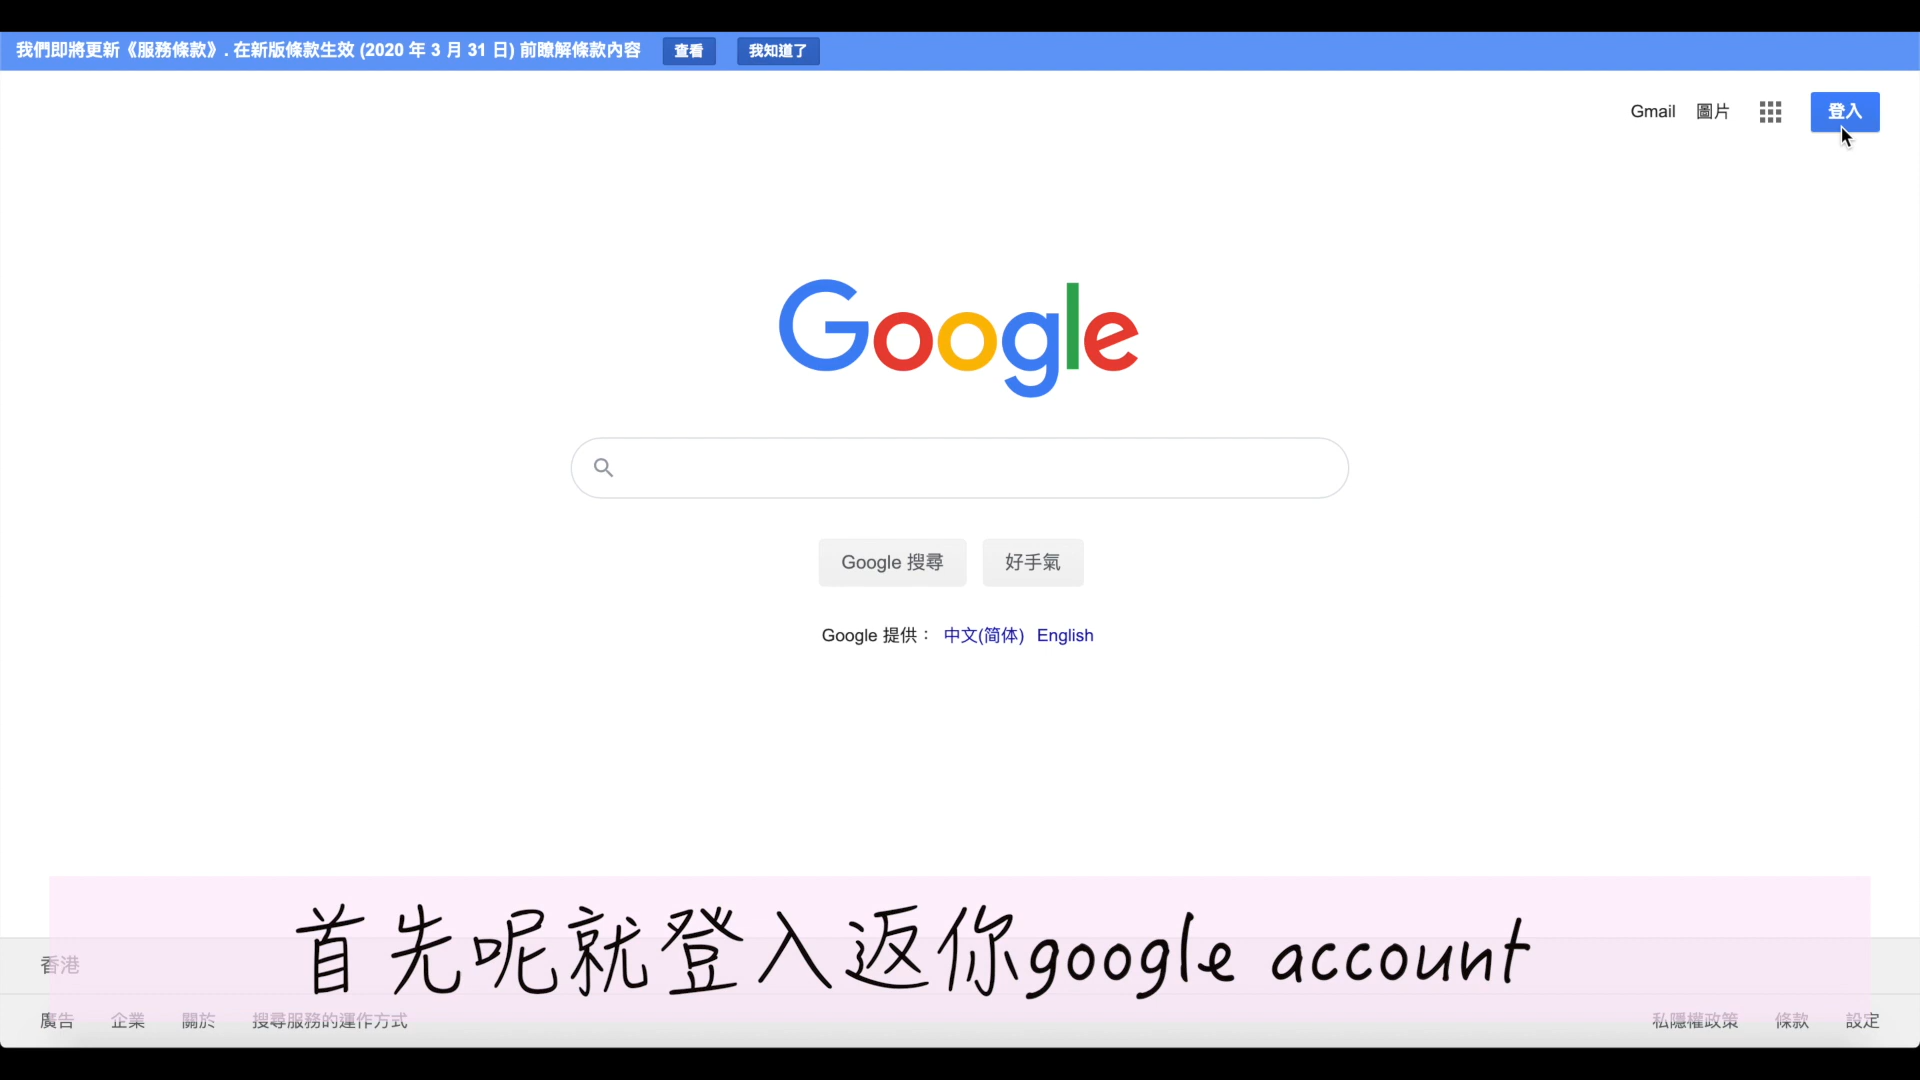 我們即將更新《服務條款》. 在新版條款生效 (2020 年 3 月 31 日) 前瞭解條款內容 查看 我知道了
Gmail 圖片 登入
Google
Google 搜尋 好手氣
Google 提供： 中文(简体) English
首先呢就登入返你google account
香港
廣告 企業 關於 搜尋服務的運作方式 私隱權政策 條款 設定